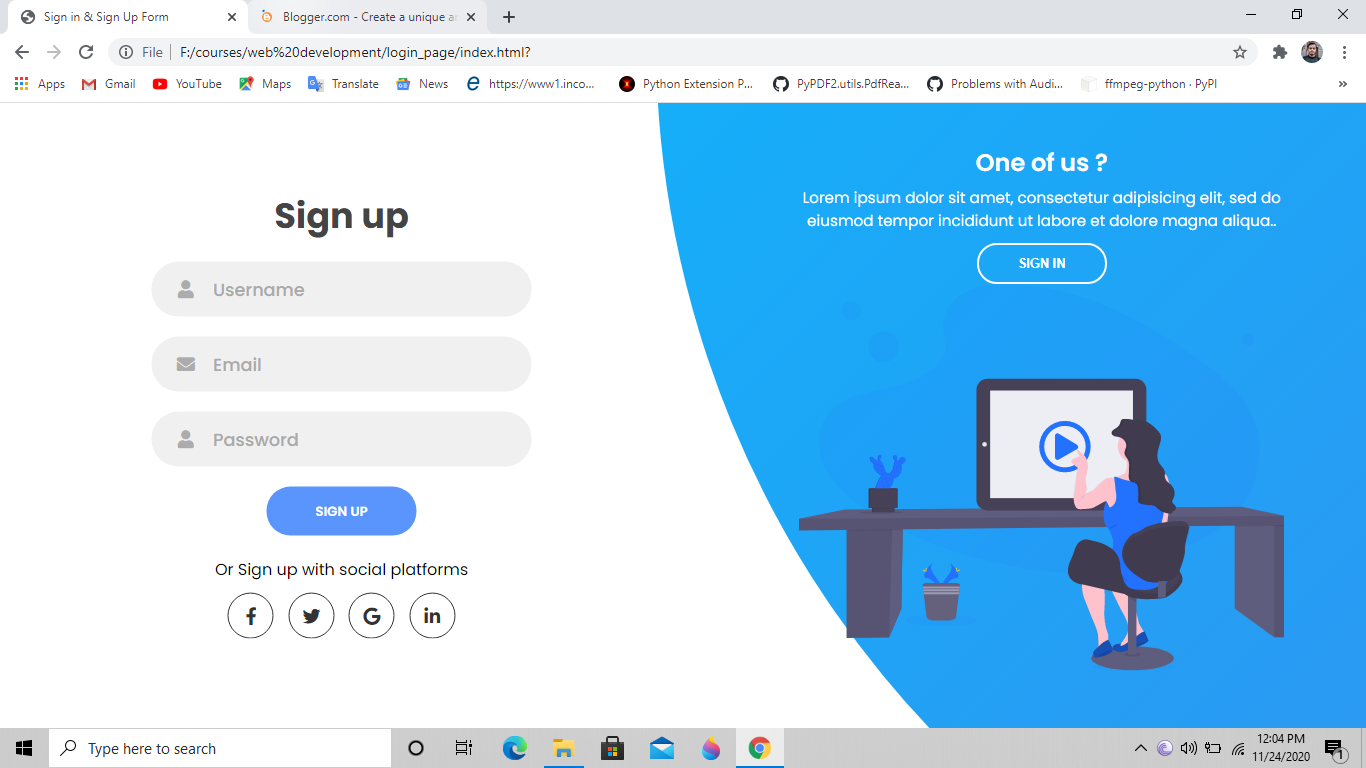 Sign in & Sign Up Form
Blogger.com - Create a unique a
File
F:/courses/web%20development/login_page/index.html?
Apps
Gmail
YouTube
Maps
Translate
News
https://www1.inco...
Python Extension P...
PyPDF2.utils.PdfRea...
Problems with Audi...
ffmpeg-python · PyPI
»
Sign up
Username
Email
Password
SIGN UP
Or Sign up with social platforms
One of us ?
Lorem ipsum dolor sit amet, consectetur adipisicing elit, sed do
eiusmod tempor incididunt ut labore et dolore magna aliqua..
SIGN IN
Type here to search
12:04 PM
11/24/2020
1